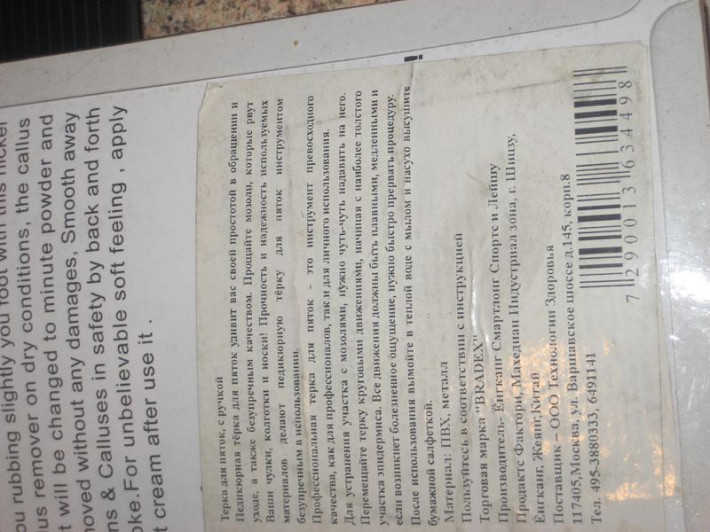 ou rubbing slightly you foot with this nicker
us remover on dry conditions, the callus
t will be changed to minute powder and
noved without any damages, Smooth away
ns & Calluses in safety by back and forth
oke.For unbelievable soft feeling , apply
t cream after use it .
Терка для пяток, с ручкой
Педикюрная тёрка для пяток удивит вас своей простотой в обращении и
уходе, а также безупречным качеством. Прощайте мозоли, которые рвут
Ваши чулки, колготки и носки! Прочность и надежность используемых
материалов делают педикюрную тёрку для пяток инструментом
безупречным в использовании.
Профессиональная терка для пяток - это инструмент превосходного
качества, как для профессионалов, так и для личного использования.
Для устранения участка с мозолями, нужно чуть-чуть надавить на него.
Перемещайте терку круговыми движениями, начиная с наиболее толстого
участка эпидермиса. Все движения должны быть плавными, медленными и
если возникнет болезненное ощущение, нужно быстро прервать процедуру.
После использования вымойте в теплой воде с мылом и насухо высушите
бумажной салфеткой.
Материал: ПВХ, металл
Пользуйтесь в соответствии с инструкцией
Торговая марка "BRADEX"
Производитель- Ёнгканг Смартлонг Спортс и Лейшу
Продактс Фактори, Махедиан Индустриал зона, г. Шицзу,
Ёнгканг, Жеянг, Китай
Поставщик – ООО Технологии Здоровья
117405,Москва, ул. Варшавское шоссе д.145, корп.8
тел. 495-3880333, 6491141
7 290013 634498